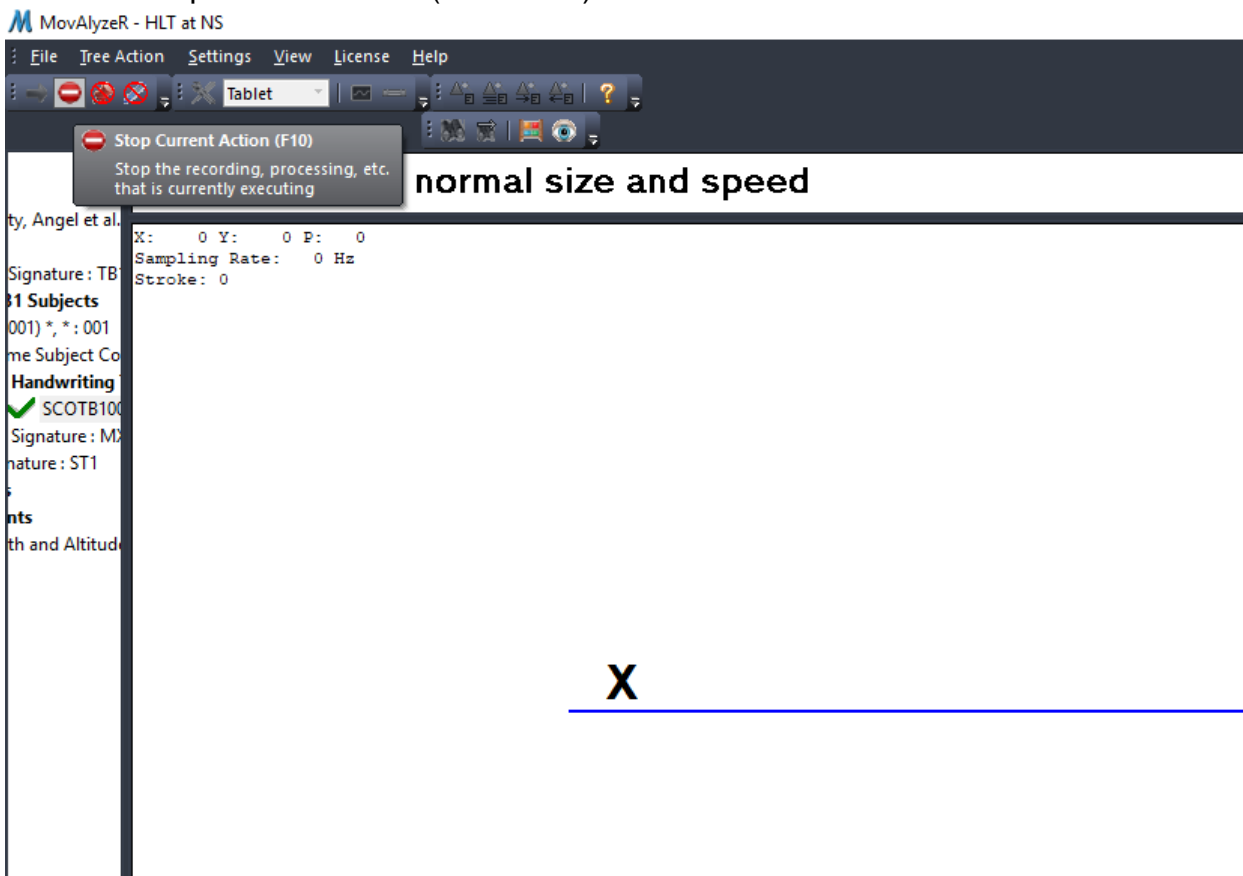 MovAlyzeR - HLT at NS
File Tree Action Settings View License Help
Tablet
Stop Current Action (F10)
Stop the recording, processing, etc.
that is currently executing
normal size and speed
ty, Angel et al.
X: 0 Y: 0 P: 0
Sampling Rate: 0 Hz
Stroke: 0
Signature : TB
31 Subjects
001) *, * : 001
me Subject Co
Handwriting
SCOTB100
Signature : MX
nature : ST1
nts
th and Altitud
X